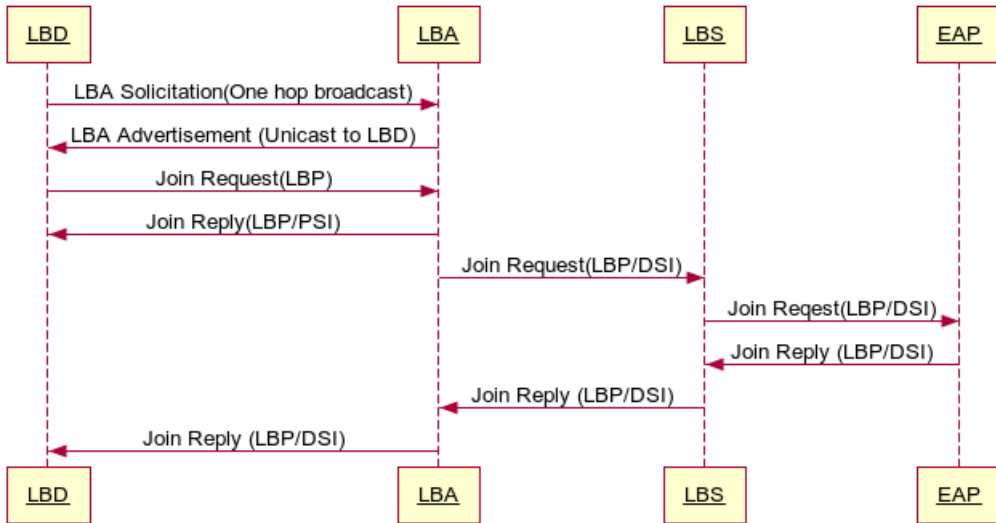 LBD LBA LBS EAP
LBA Solicitation(One hop broadcast)
LBA Advertisement (Unicast to LBD)
Join Request(LBP)
Join Reply(LBP/PSI)
Join Request(LBP/DSI)
Join Reqest(LBP/DSI)
Join Reply (LBP/DSI)
Join Reply (LBP/DSI)
Join Reply (LBP/DSI)
LBD LBA LBS EAP